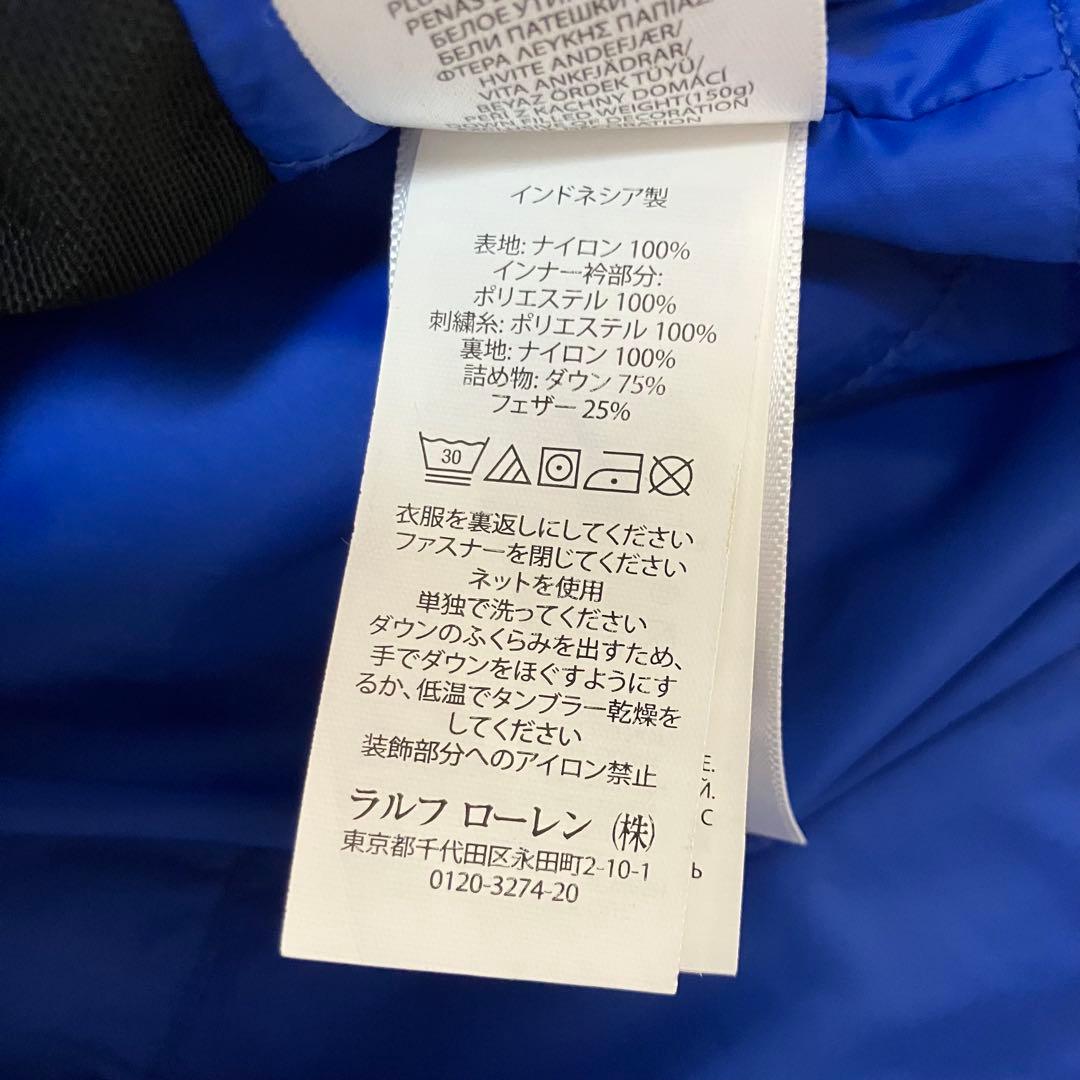 PENAS
БЕЛОЕ УТИ
БЕЛИ ПАТЕШКИ П
ΦΤΕΡΑ ΛΕΥΚΗΣ ΠΑΠΙΑΣ
HVITE ANDEFJÆR/
VITA ANKFJÄDRAR/
BEYAZ ÖRDEK TÜYÜ/
PEŘÍ Z KACHNY DOMÁCÍ
FILLED WEIGHT(150g)
OF DECORATION
インドネシア製
表地: ナイロン 100%
インナー衿部分:
ポリエステル 100%
刺繍糸: ポリエステル 100%
裏地: ナイロン 100%
詰め物: ダウン 75%
フェザー 25%
30
衣服を裏返しにしてください
ファスナーを閉じてください
ネットを使用
単独で洗ってください
ダウンのふくらみを出すため、
手でダウンをほぐすようにす
るか、低温でタンブラー乾燥を
してください
装飾部分へのアイロン禁止
ラルフ ローレン (株)
東京都千代田区永田町2-10-1
0120-3274-20
E.
Й.
C
Ь